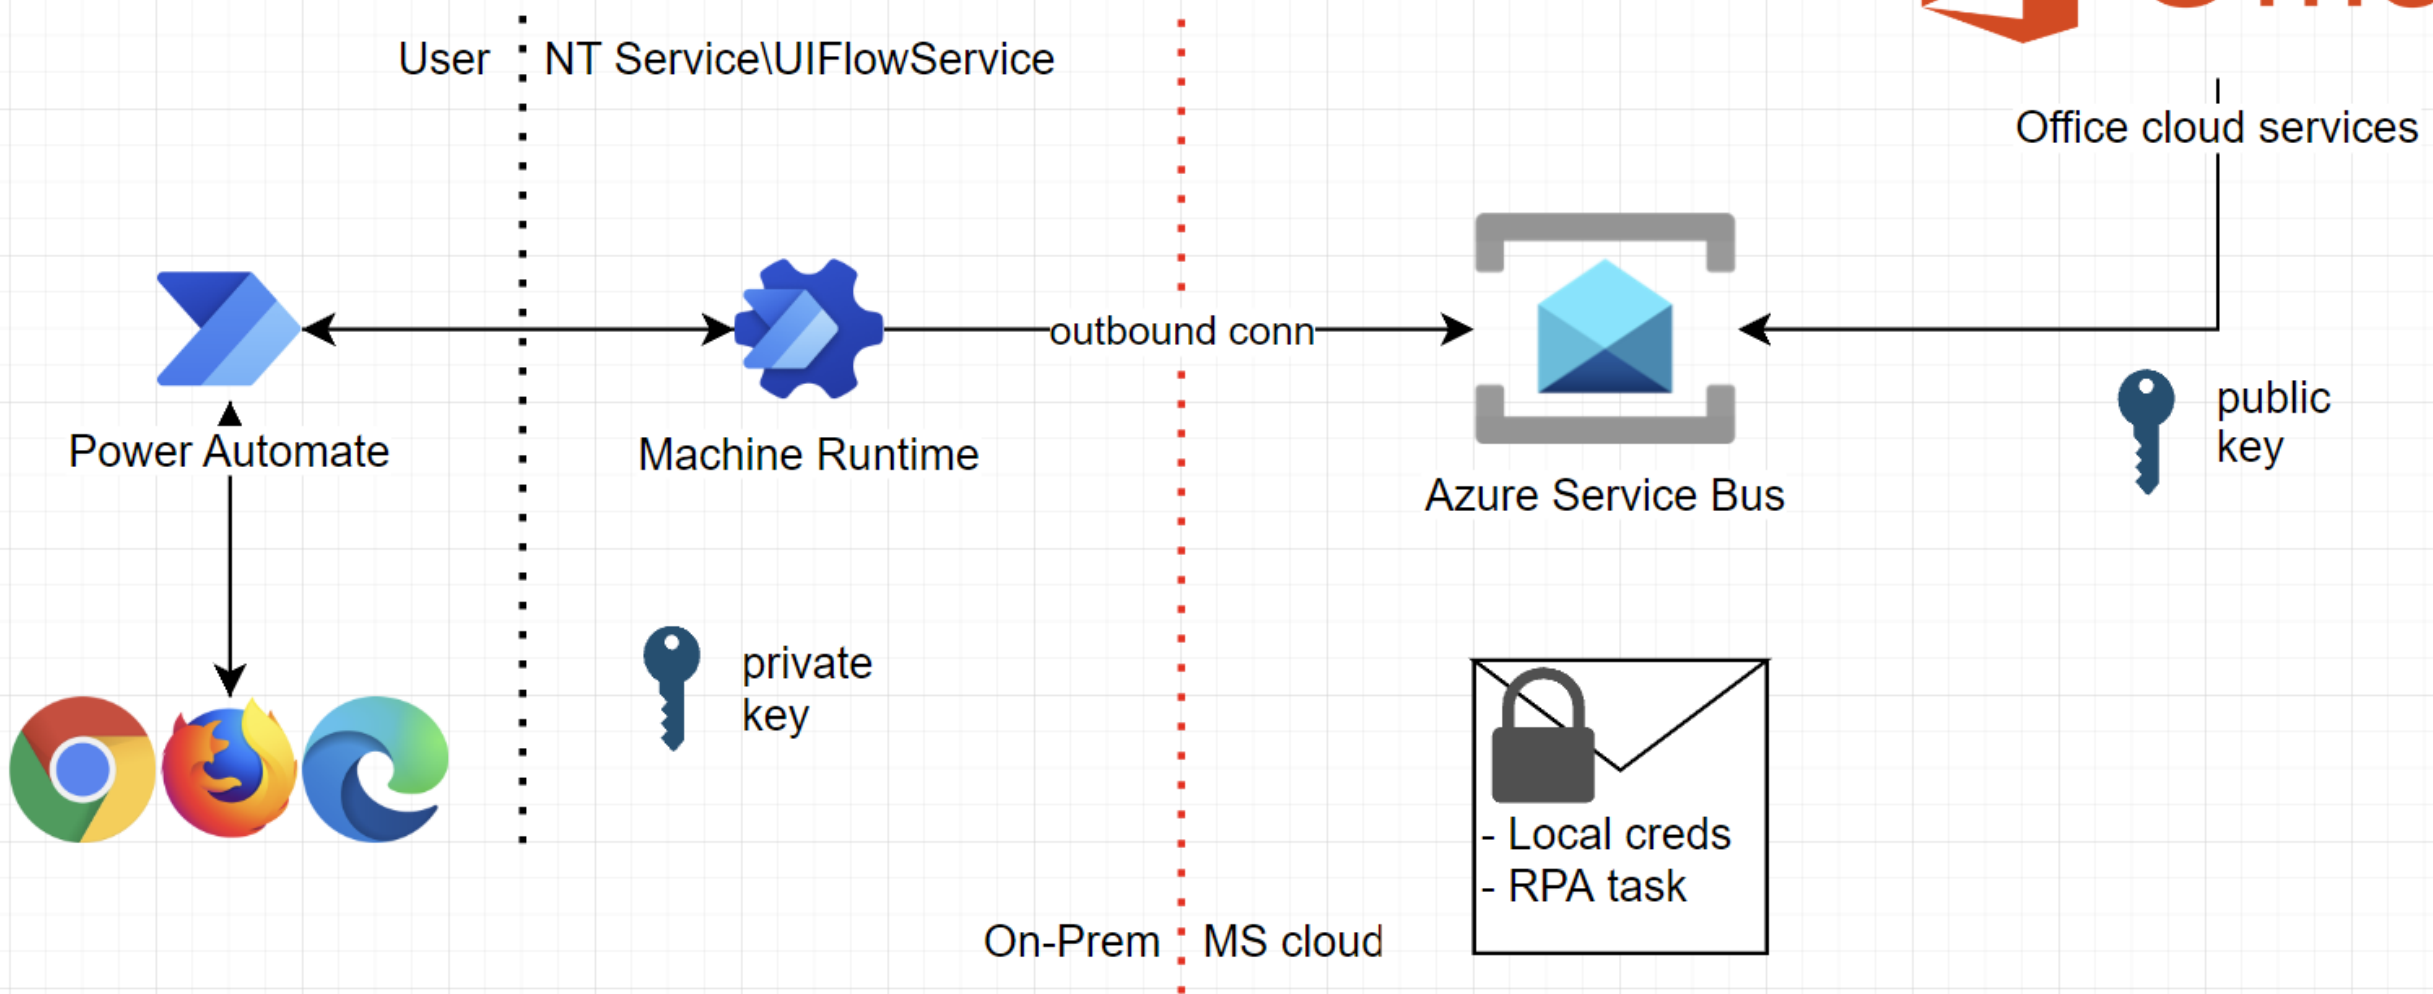 User
NT Service\UIFlowService
Office cloud services
outbound conn
public
key
Power Automate
Machine Runtime
Azure Service Bus
private
key
- Local creds
- RPA task
On-Prem
MS cloud